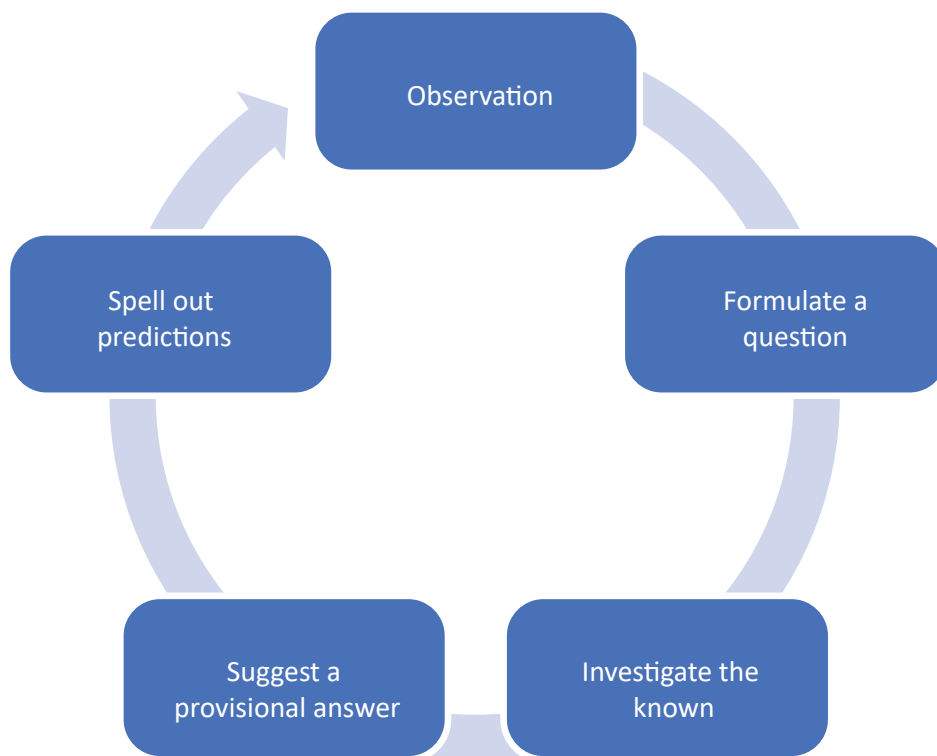 Observation
Formulate a
question
Investigate the
known
Suggest a
provisional answer
Spell out
predictions